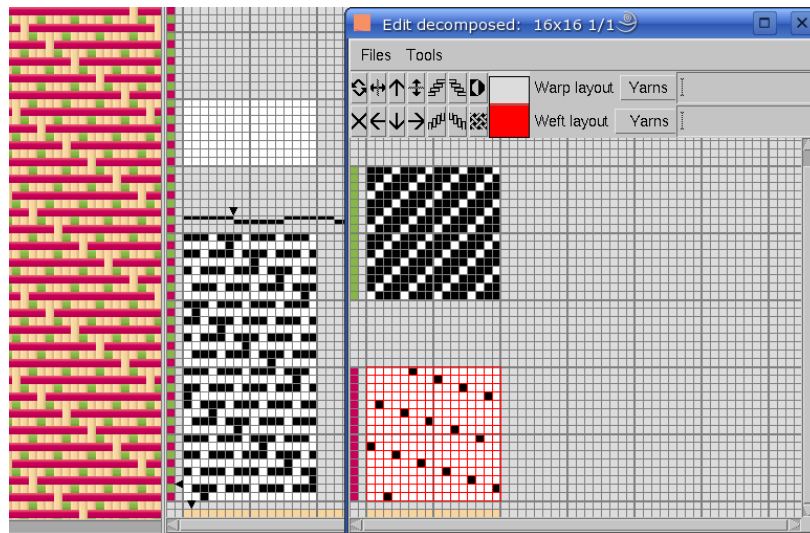 Edit decomposed: 16x16 1/1
Files Tools
Warp layout Yarns
Weft layout Yarns